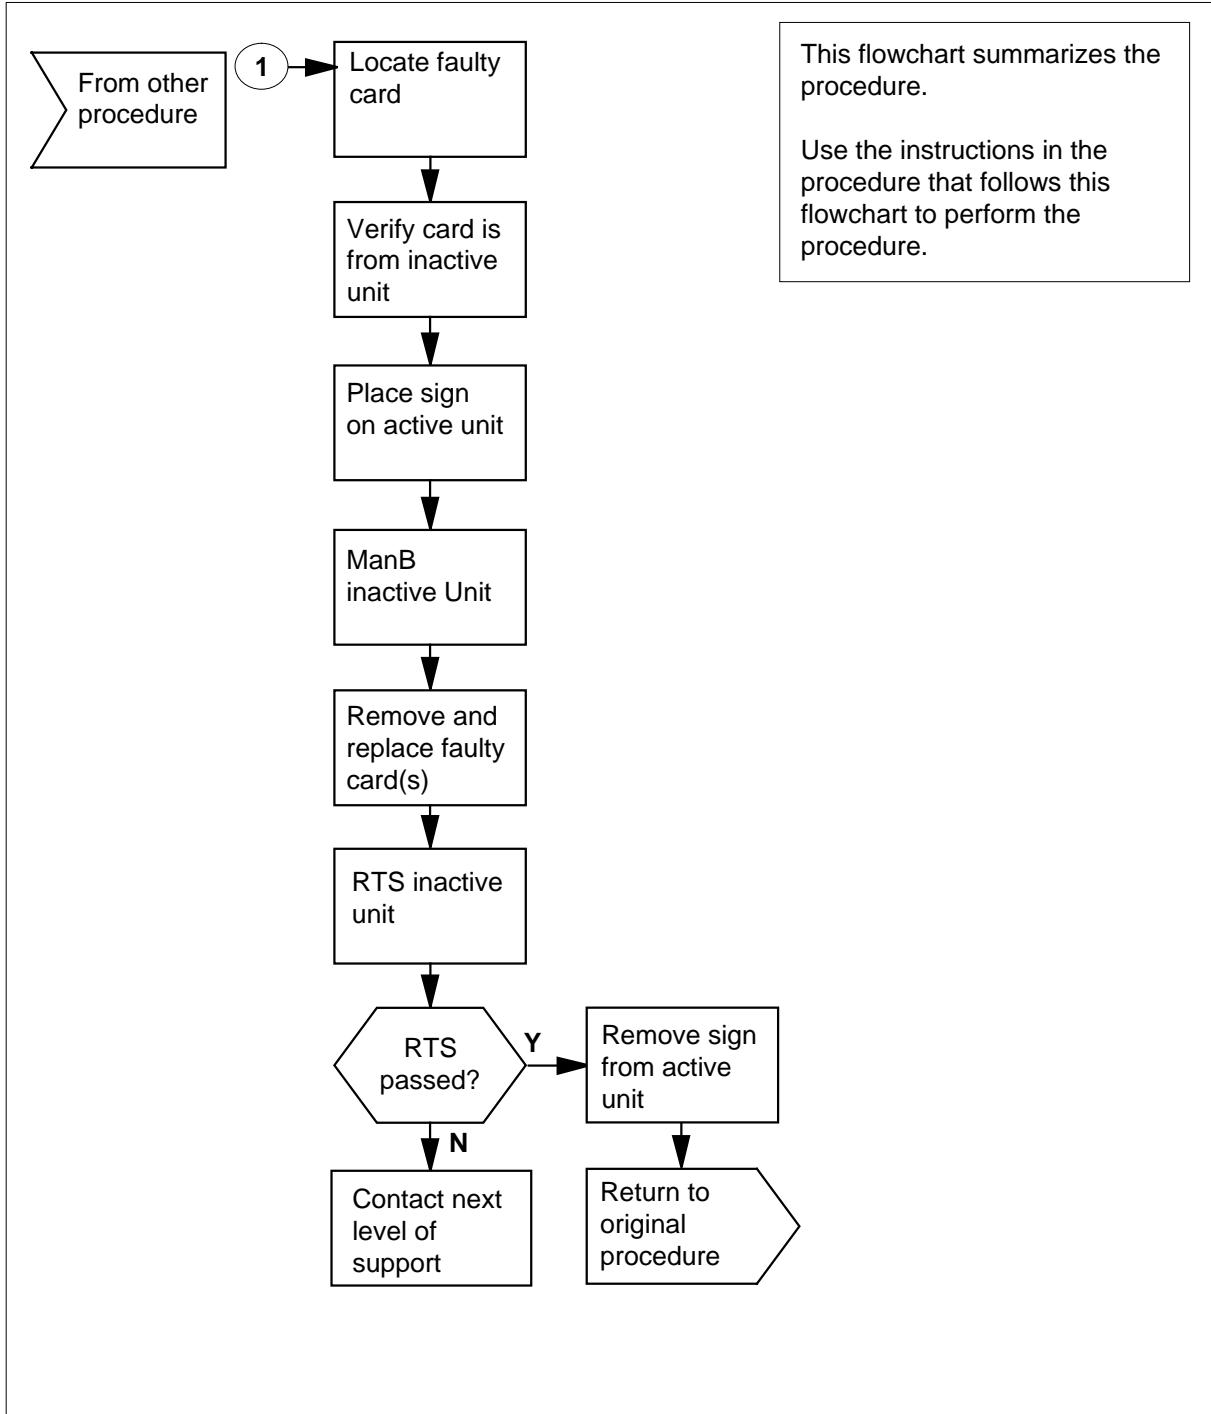 From other
procedure
1
Locate faulty
card
This flowchart summarizes the
procedure.
Use the instructions in the
procedure that follows this
flowchart to perform the
procedure.
Verify card is
from inactive
unit
Place sign
on active unit
ManB
inactive Unit
Remove and
replace faulty
card(s)
RTS inactive
unit
RTS
passed?
Y
Remove sign
from active
unit
N
Contact next
level of
support
Return to
original
procedure